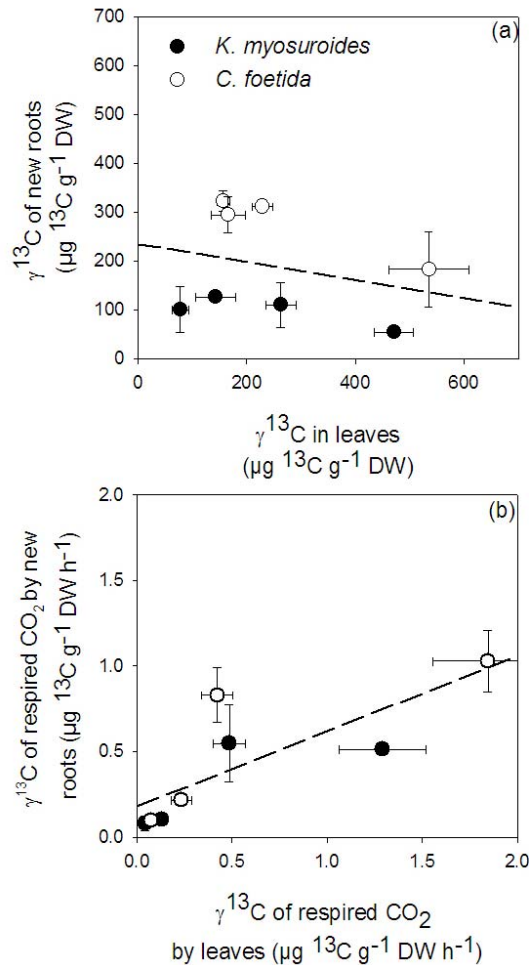 (a)
700
600
500
400
300
200
100
0
K. myosuroides
C. foetida
γ13C of new roots
(µg 13C g-1 DW)
0 200 400 600
γ13C in leaves
(µg 13C g-1 DW)
(b)
2.0
1.5
1.0
0.5
0.0
γ13C of respired CO2 by new
roots (µg 13C g-1 DW h-1)
0.0 0.5 1.0 1.5 2.0
γ13C of respired CO2
by leaves (µg 13C g-1 DW h-1)